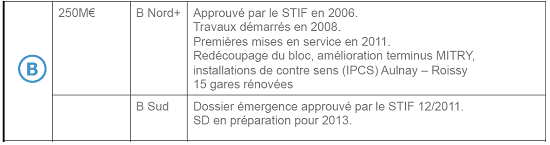 B
250M€
B Nord+
Approuvé par le STIF en 2006.
Travaux démarrés en 2008.
Premières mises en service en 2011.
Redécoupage du bloc, amélioration terminus MITRY,
installations de contre sens (IPCS) Aulnay – Roissy
15 gares rénovées
B Sud
Dossier émergence approuvé par le STIF 12/2011.
SD en préparation pour 2013.